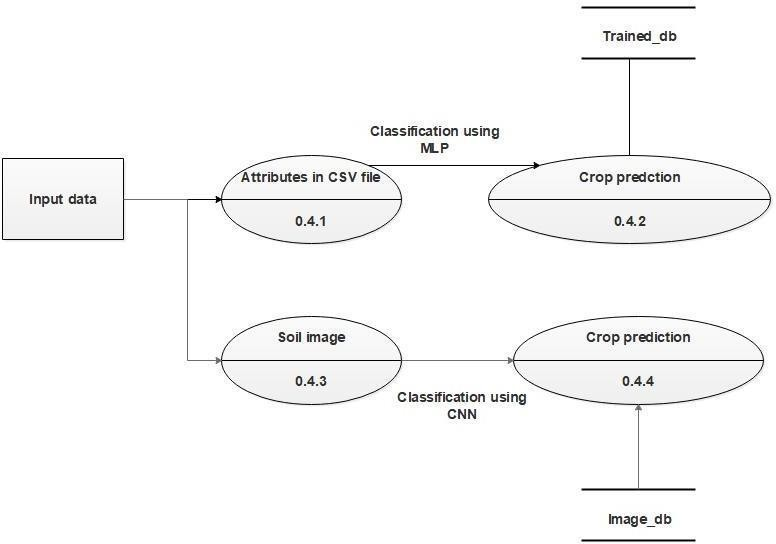 Trained_db
Classification using
MLP
Input data
Attributes in CSV file
0.4.1
Crop predction
0.4.2
Soil image
0.4.3
Classification using
CNN
Crop prediction
0.4.4
Image_db